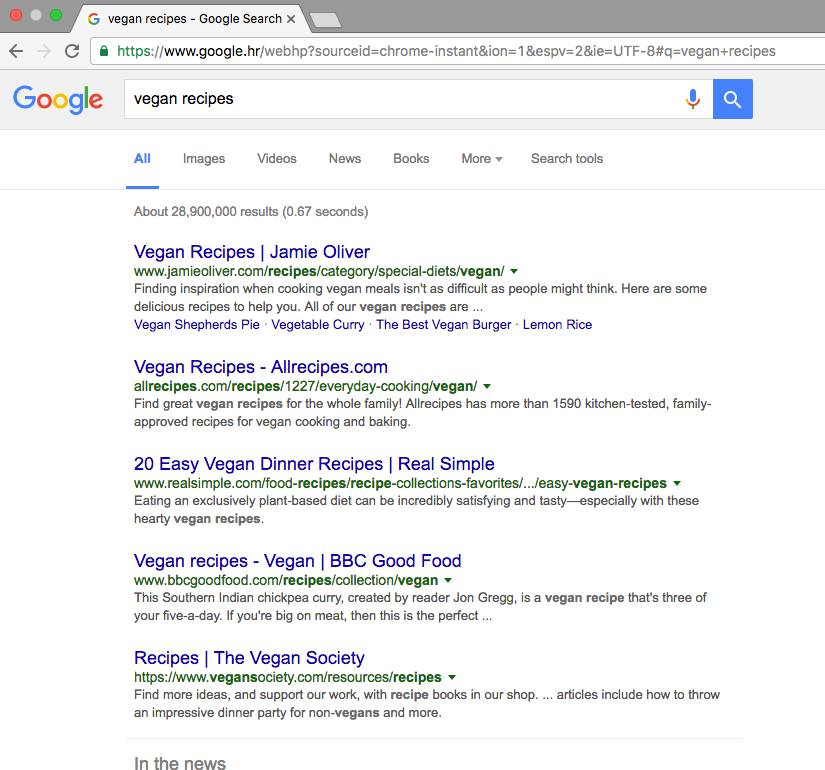 vegan recipes - Google Search
https://www.google.hr/webhp?sourceid=chrome-instant&ion=1&espv=2&ie=UTF-8#q=vegan+recipes
Google
vegan recipes
All Images Videos News Books More Search tools
About 28,900,000 results (0.67 seconds)
Vegan Recipes | Jamie Oliver
www.jamieoliver.com/recipes/category/special-diets/vegan/
Finding inspiration when cooking vegan meals isn't as difficult as people might think. Here are some
delicious recipes to help you. All of our vegan recipes are ...
Vegan Shepherds Pie · Vegetable Curry · The Best Vegan Burger · Lemon Rice
Vegan Recipes - Allrecipes.com
allrecipes.com/recipes/1227/everyday-cooking/vegan/
Find great vegan recipes for the whole family! Allrecipes has more than 1590 kitchen-tested, family-
approved recipes for vegan cooking and baking.
20 Easy Vegan Dinner Recipes | Real Simple
www.realsimple.com/food-recipes/recipe-collections-favorites/.../easy-vegan-recipes
Eating an exclusively plant-based diet can be incredibly satisfying and tasty—especially with these
hearty vegan recipes.
Vegan recipes - Vegan | BBC Good Food
www.bbcgoodfood.com/recipes/collection/vegan
This Southern Indian chickpea curry, created by reader Jon Gregg, is a vegan recipe that's three of
your five-a-day. If you're big on meat, then this is the perfect ...
Recipes | The Vegan Society
https://www.vegansociety.com/resources/recipes
Find more ideas, and support our work, with recipe books in our shop. ... articles include how to throw
an impressive dinner party for non-vegans and more.
In the news